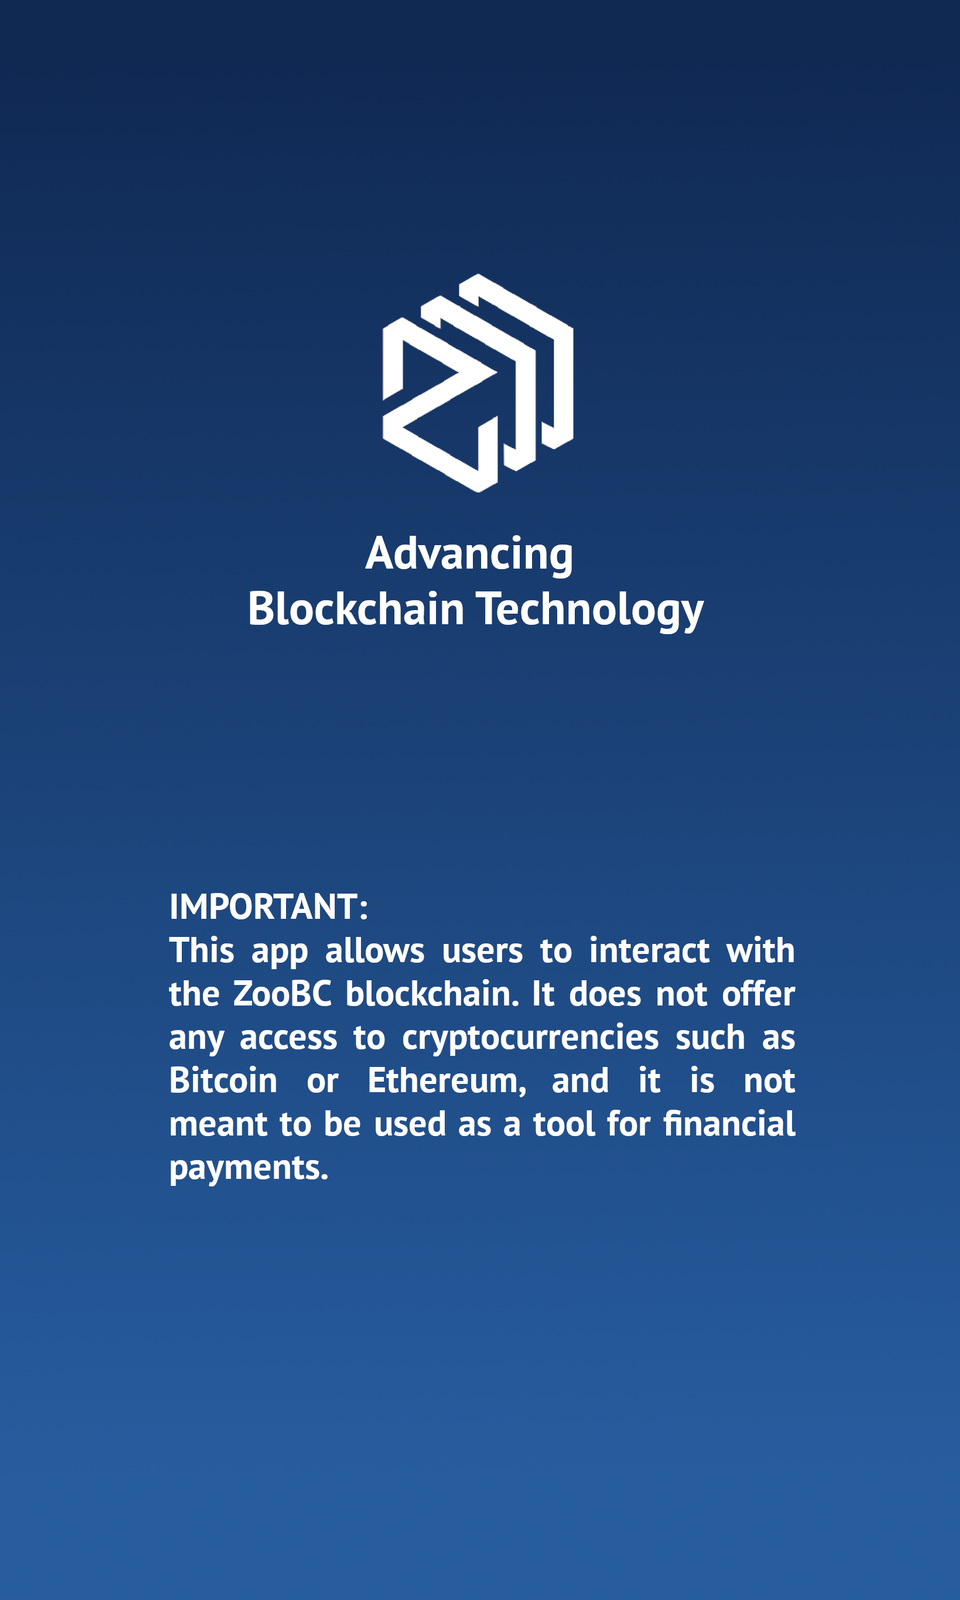 Advancing
Blockchain Technology
IMPORTANT:
This app allows users to interact with
the ZooBC blockchain. It does not offer
any access to cryptocurrencies such as
Bitcoin or Ethereum, and it is not
meant to be used as a tool for financial
payments.